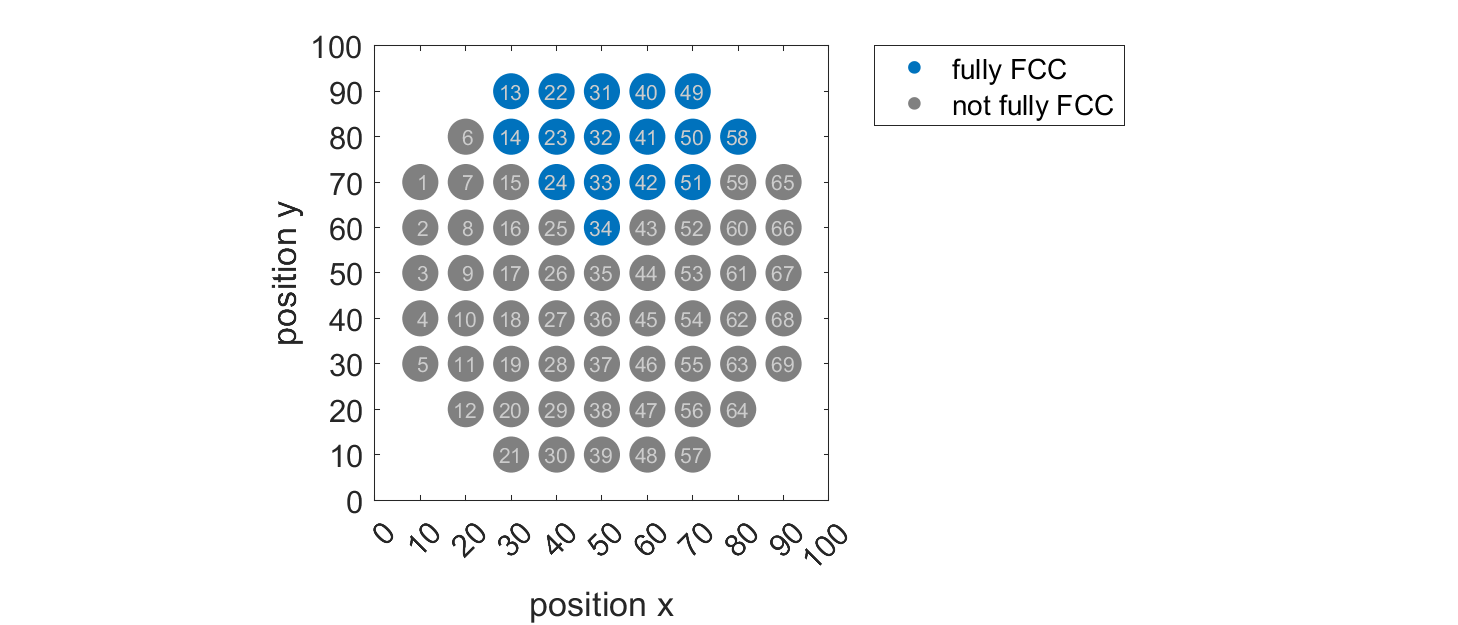 100
fully FCC
not fully FCC
90 13 22 31 40 49
80 6 14 23 32 41 50 58
70 1 7 15 24 33 42 51 59 65
60 2 8 16 25 34 43 52 60 66
50 3 9 17 26 35 44 53 61 67
40 4 10 18 27 36 45 54 62 68
30 5 11 19 28 37 46 55 63 69
20 12 20 29 38 47 56 64
10 21 30 39 48 57
0
position y
0 10 20 30 40 50 60 70 80 90 100
position x